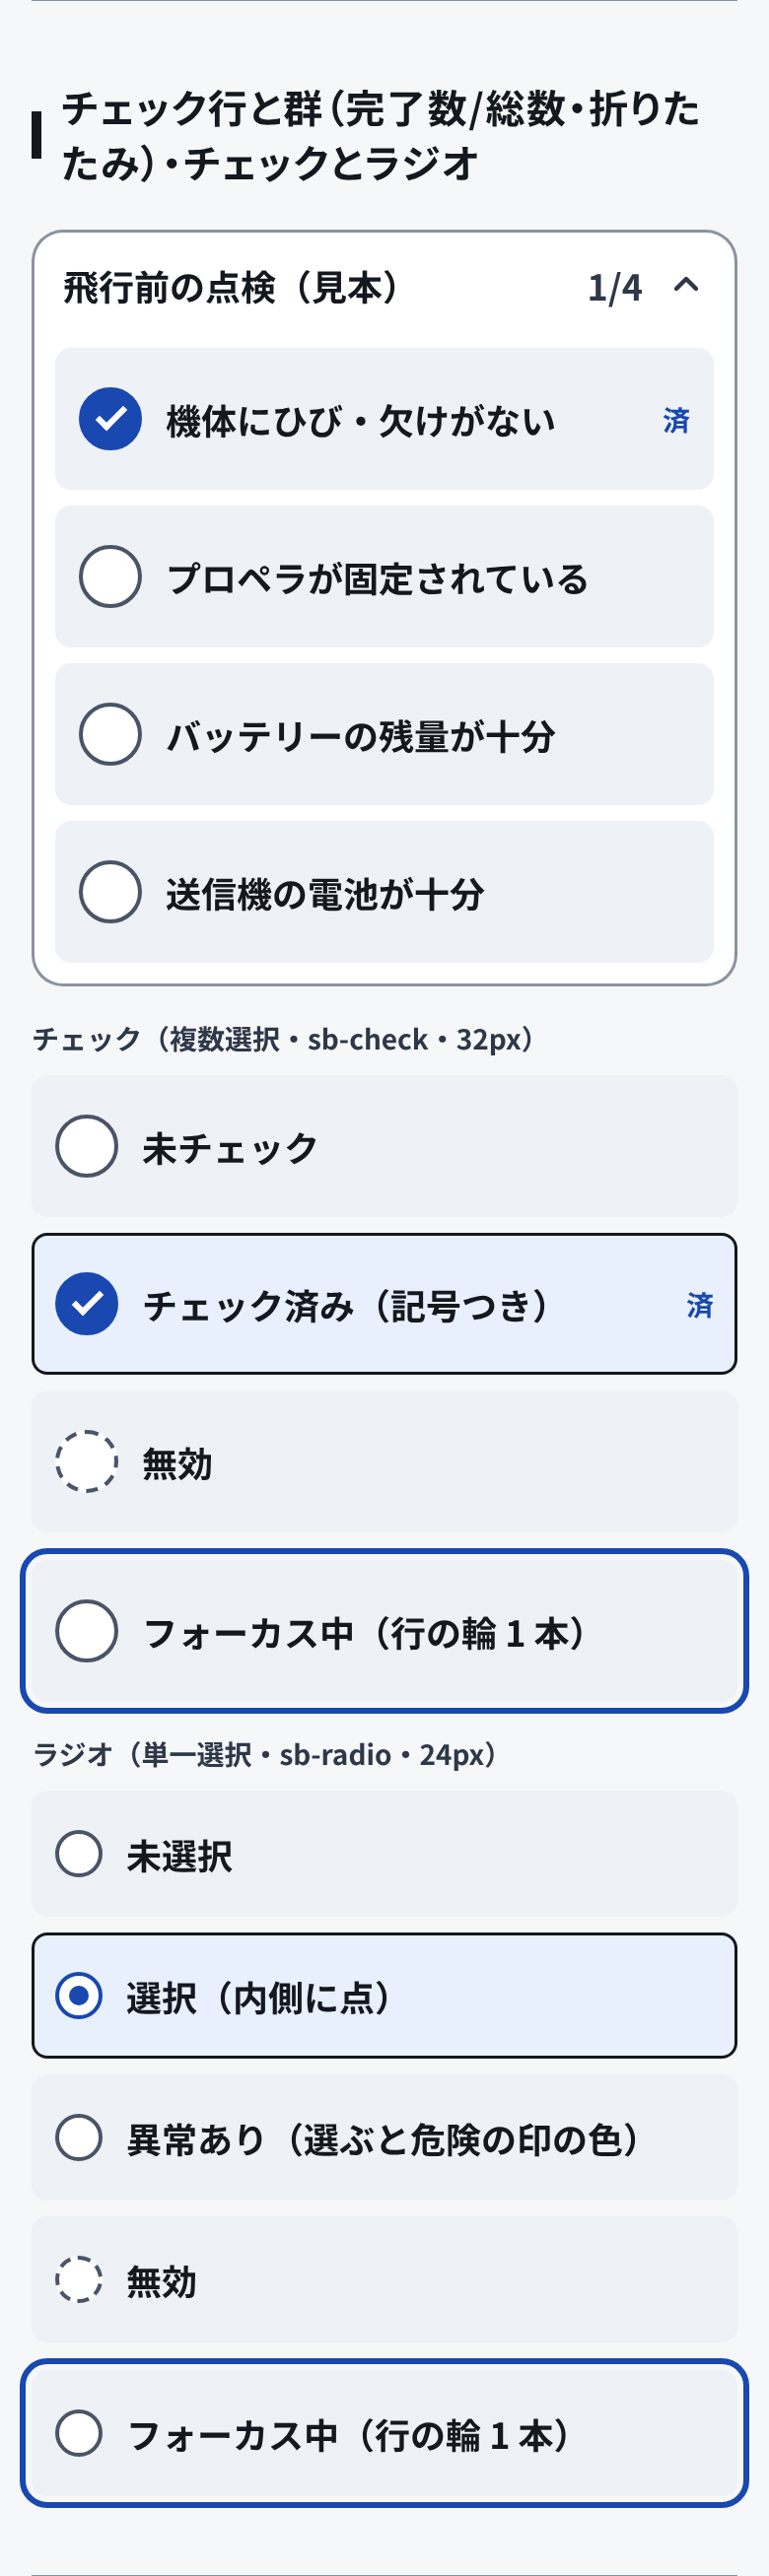 チェック行と群（完了数/総数・折りた
たみ）・チェックとラジオ
飛行前の点検（見本） 1/4
機体にひび・欠けがない 済
プロペラが固定されている
バッテリーの残量が十分
送信機の電池が十分
チェック（複数選択・sb-check・32px）
未チェック
チェック済み（記号つき） 済
無効
フォーカス中（行の輪 1 本）
ラジオ（単一選択・sb-radio・24px）
未選択
選択（内側に点）
異常あり（選ぶと危険の印の色）
無効
フォーカス中（行の輪 1 本）